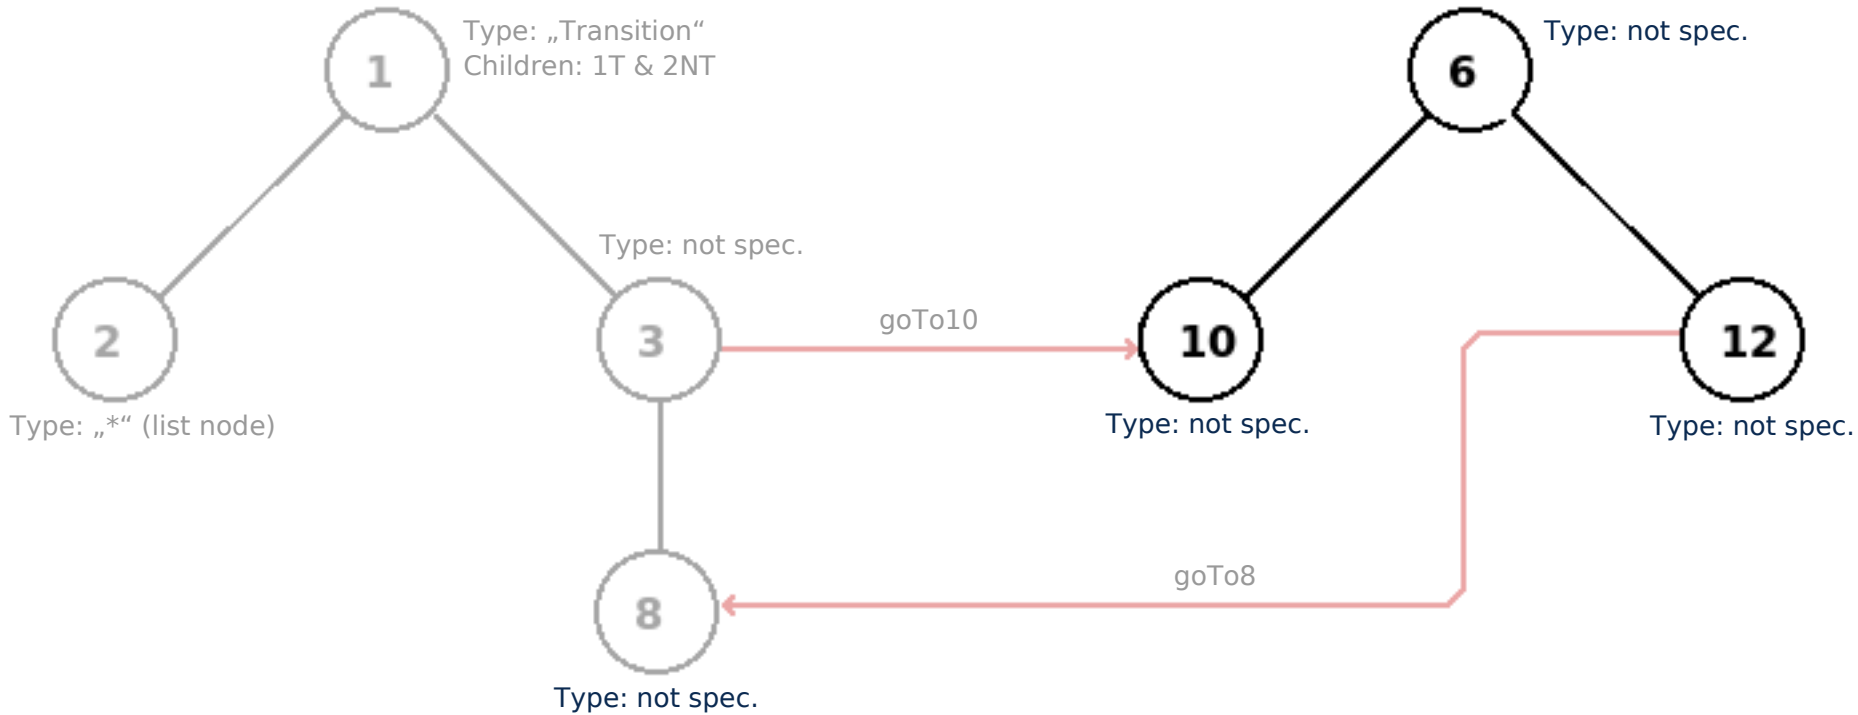 Type: „Transition“
Children: 1T & 2NT
1
Type: not spec.
6
Type: not spec.
goTo10
2
3
10
12
Type: „*“ (list node)
Type: not spec.
Type: not spec.
goTo8
8
Type: not spec.